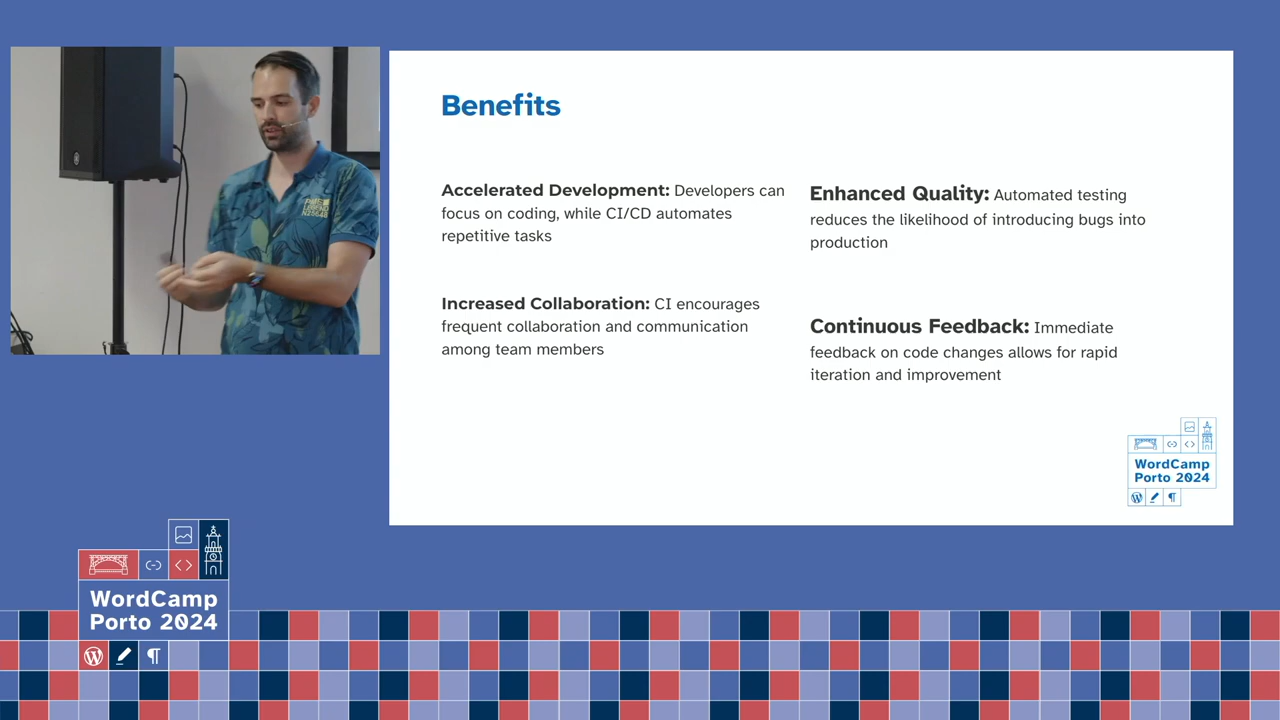 Benefits
Accelerated Development: Developers can
focus on coding, while CI/CD automates
repetitive tasks
Increased Collaboration: CI encourages
frequent collaboration and communication
among team members
Enhanced Quality: Automated testing
reduces the likelihood of introducing bugs into
production
Continuous Feedback: Immediate
feedback on code changes allows for rapid
iteration and improvement
WordCamp
Porto 2024
WordCamp
Porto 2024